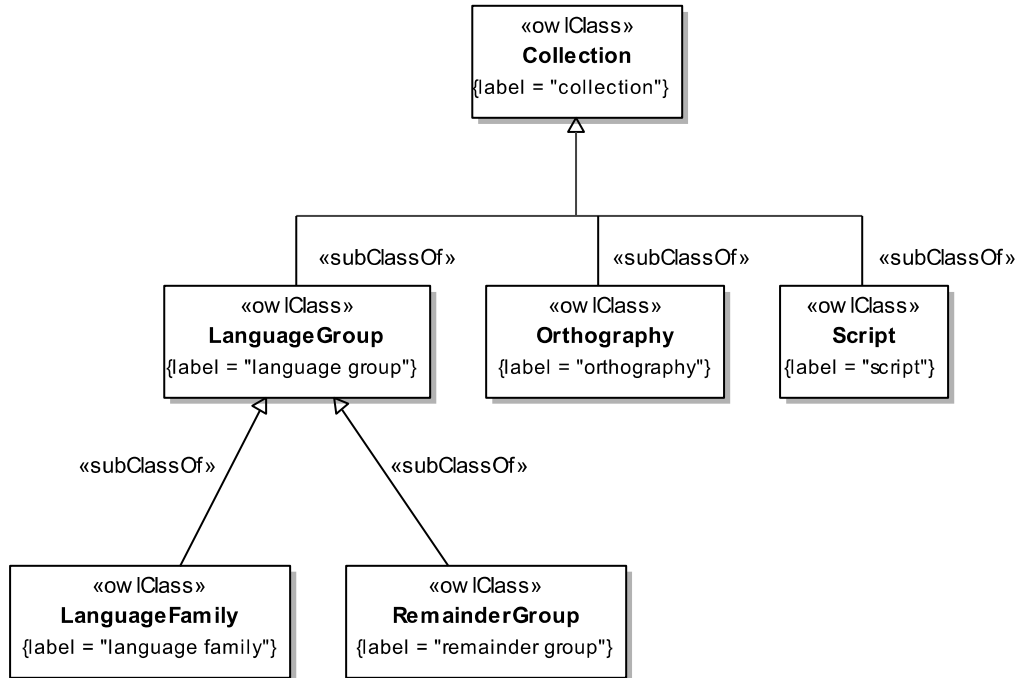 «owlClass»
Collection
{label = "collection"}
«subClassOf»
«subClassOf»
«subClassOf»
«owlClass»
LanguageGroup
{label = "language group"}
«owlClass»
Orthography
{label = "orthography"}
«owlClass»
Script
{label = "script"}
«subClassOf»
«subClassOf»
«owlClass»
LanguageFamily
{label = "language family"}
«owlClass»
RemainderGroup
{label = "remainder group"}